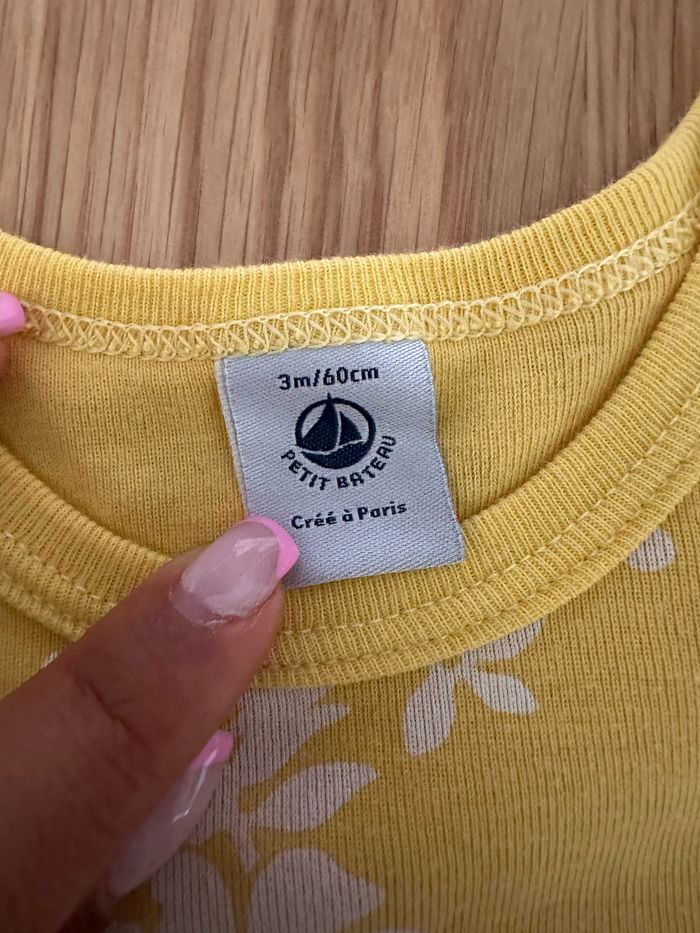 3m/60cm
PETIT BATEAU
Créé à Paris